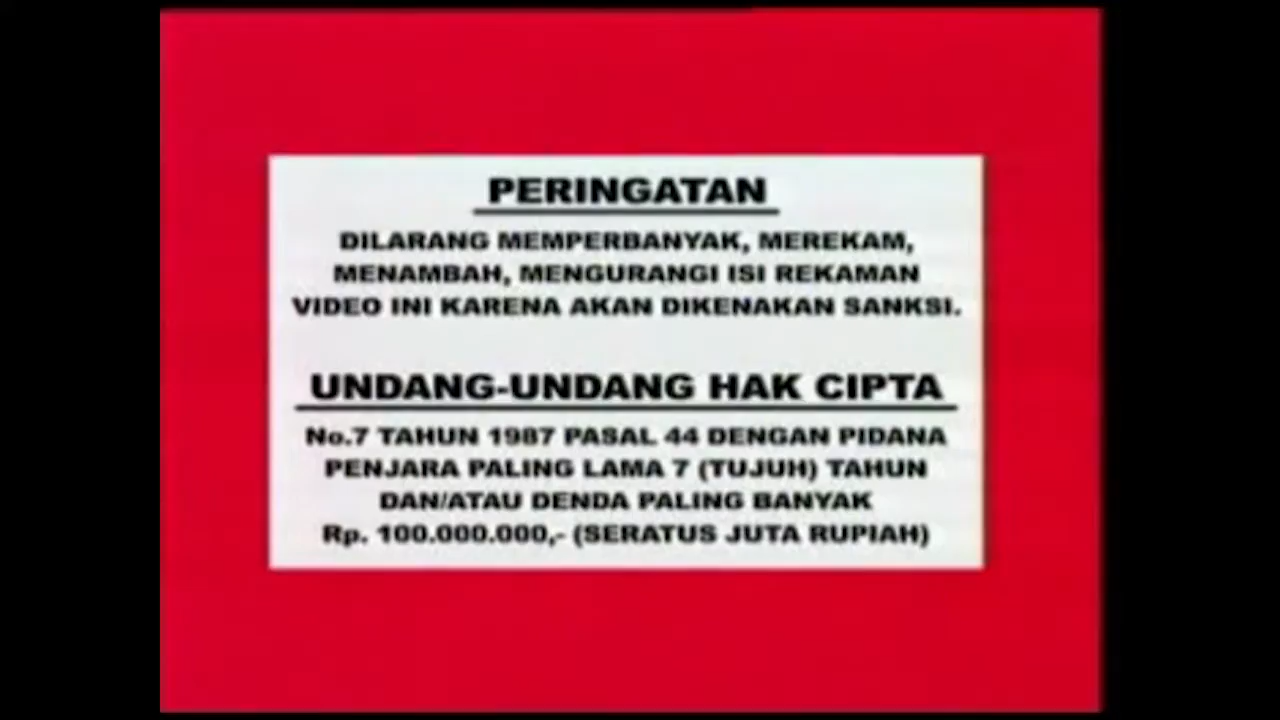 PERINGATAN
DILARANG MEMPERBANYAK, MEREKAM,
MENAMBAH, MENGURANGI ISI REKAMAN
VIDEO INI KARENA AKAN DIKENAKAN SANKSI.
UNDANG-UNDANG HAK CIPTA
No.7 TAHUN 1987 PASAL 44 DENGAN PIDANA
PENJARA PALING LAMA 7 (TUJUH) TAHUN
DAN/ATAU DENDA PALING BANYAK
Rp. 100.000.000,- (SERATUS JUTA RUPIAH)